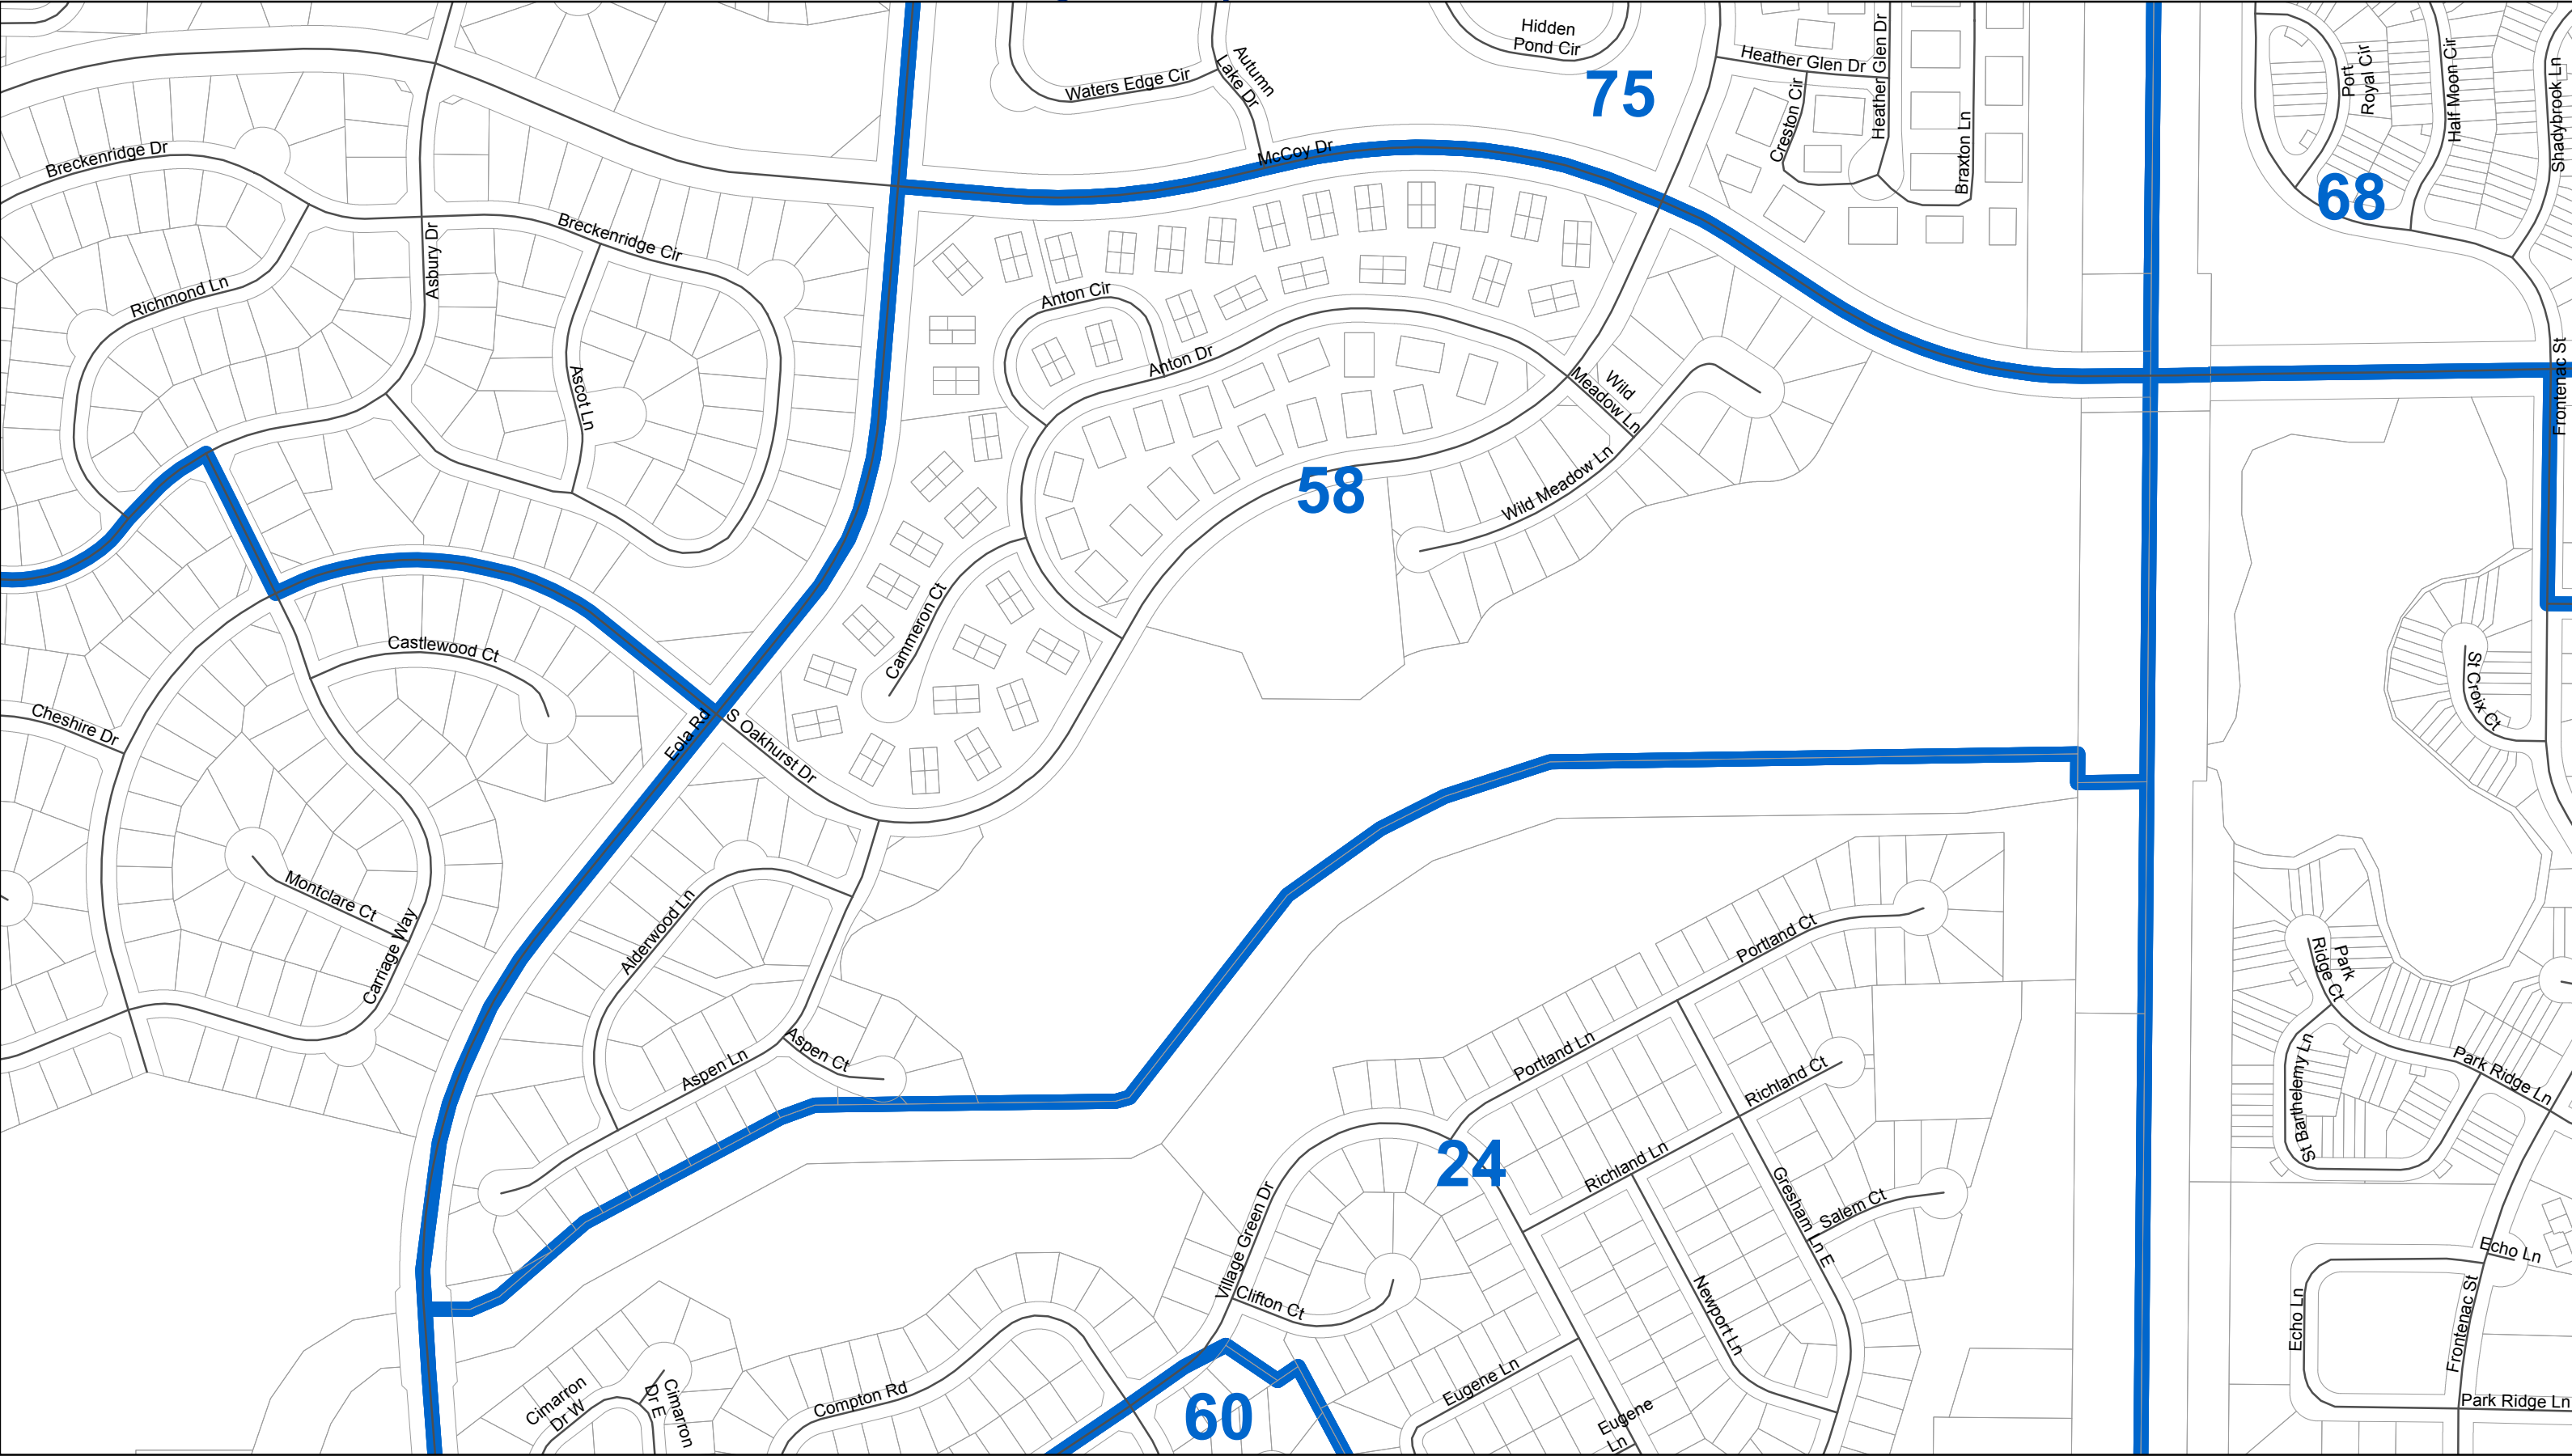 Hidden
Pond Cir
Heather Glen Dr
Heather Glen Dr
Autumn
Lake Dr
Waters Edge Cir
75
Creston Cir
Braxton Ln
Port
Royal Cir
Half Moon Cir
Shadybrook Ln
68
McCoy Dr
Breckenridge Dr
Breckenridge Cir
Asbury Dr
Richmond Ln
Ascot Ln
Anton Cir
Anton Dr
Wild
Meadow Ln
Wild Meadow Ln
Frontenac St
58
Cammeron Ct
Castlewood Ct
Cheshire Dr
Eola Rd
S Oakhurst Dr
St Croix Ct
Montclare Ct
Carriage Way
Alderwood Ln
Aspen Ln
Aspen Ct
Portland Ct
Portland Ln
Park
Ridge Ct
Park Ridge Ln
St Barthelemy Ln
Richland Ct
Richland Ln
24
Gresham Ln E
Salem Ct
Village Green Dr
Clifton Ct
Newport Ln
Echo Ln
Echo Ln
Frontenac St
Park Ridge Ln
Eugene Ln
Eugene
Ln
60
Compton Rd
Cimarron
Dr W
Cimarron
Dr E